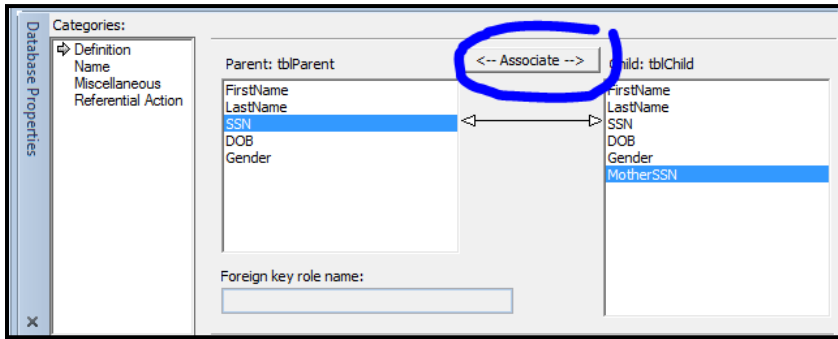 Database Properties
Categories:
Definition
Name
Miscellaneous
Referential Action
Parent: tblParent
<-- Associate -->
Child: tblChild
FirstName
LastName
SSN
DOB
Gender
FirstName
LastName
SSN
DOB
Gender
MotherSSN
Foreign key role name: